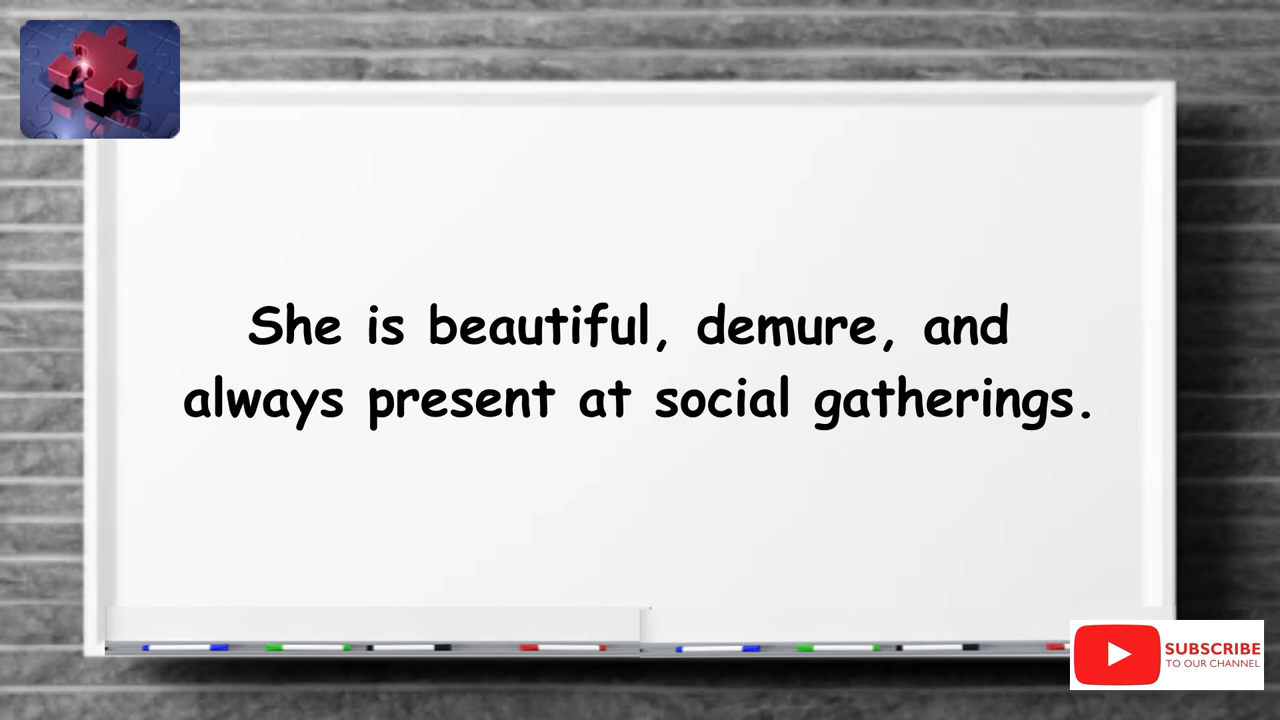 She is beautiful, demure, and
always present at social gatherings.
SUBSCRIBE
TO OUR CHANNEL